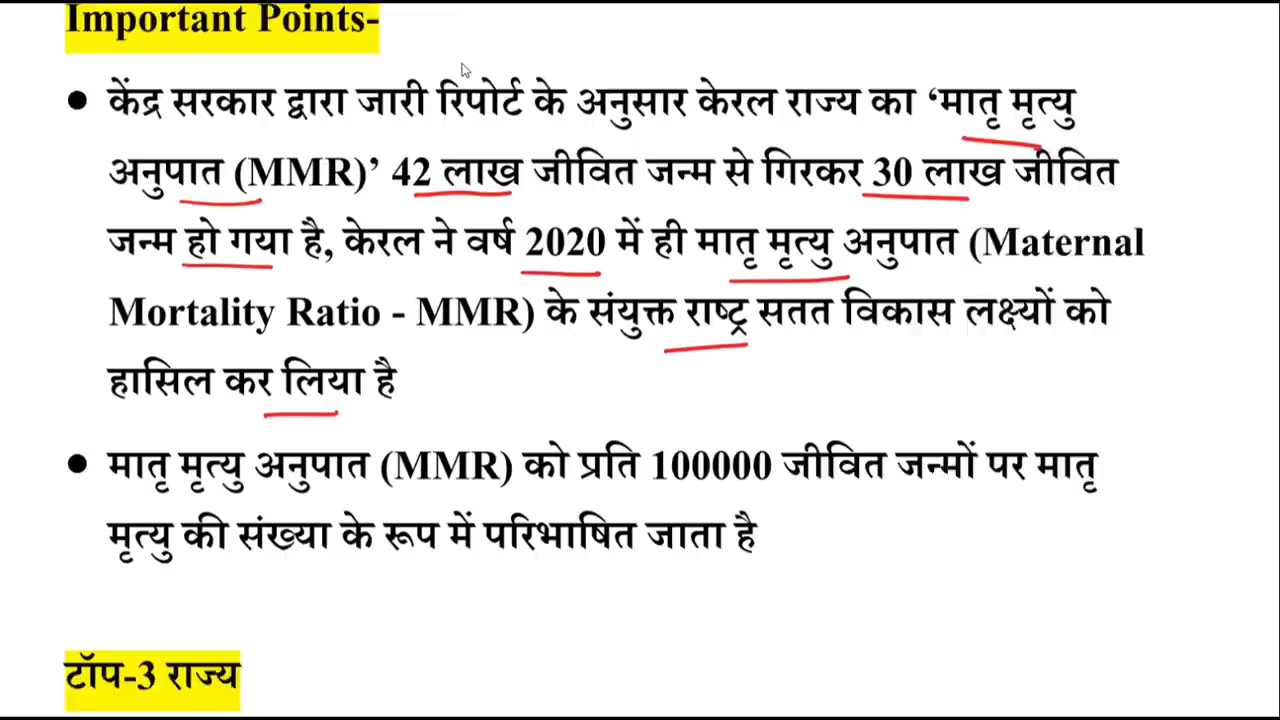 Important Points-
• केंद्र सरकार द्वारा जारी रिपोर्ट के अनुसार केरल राज्य का ‘मातृ मृत्यु
अनुपात (MMR)’ 42 लाख जीवित जन्म से गिरकर 30 लाख जीवित
जन्म हो गया है, केरल ने वर्ष 2020 में ही मातृ मृत्यु अनुपात (Maternal
Mortality Ratio - MMR) के संयुक्त राष्ट्र सतत विकास लक्ष्यों को
हासिल कर लिया है
• मातृ मृत्यु अनुपात (MMR) को प्रति 100000 जीवित जन्मों पर मातृ
मृत्यु की संख्या के रूप में परिभाषित जाता है
टॉप-3 राज्य